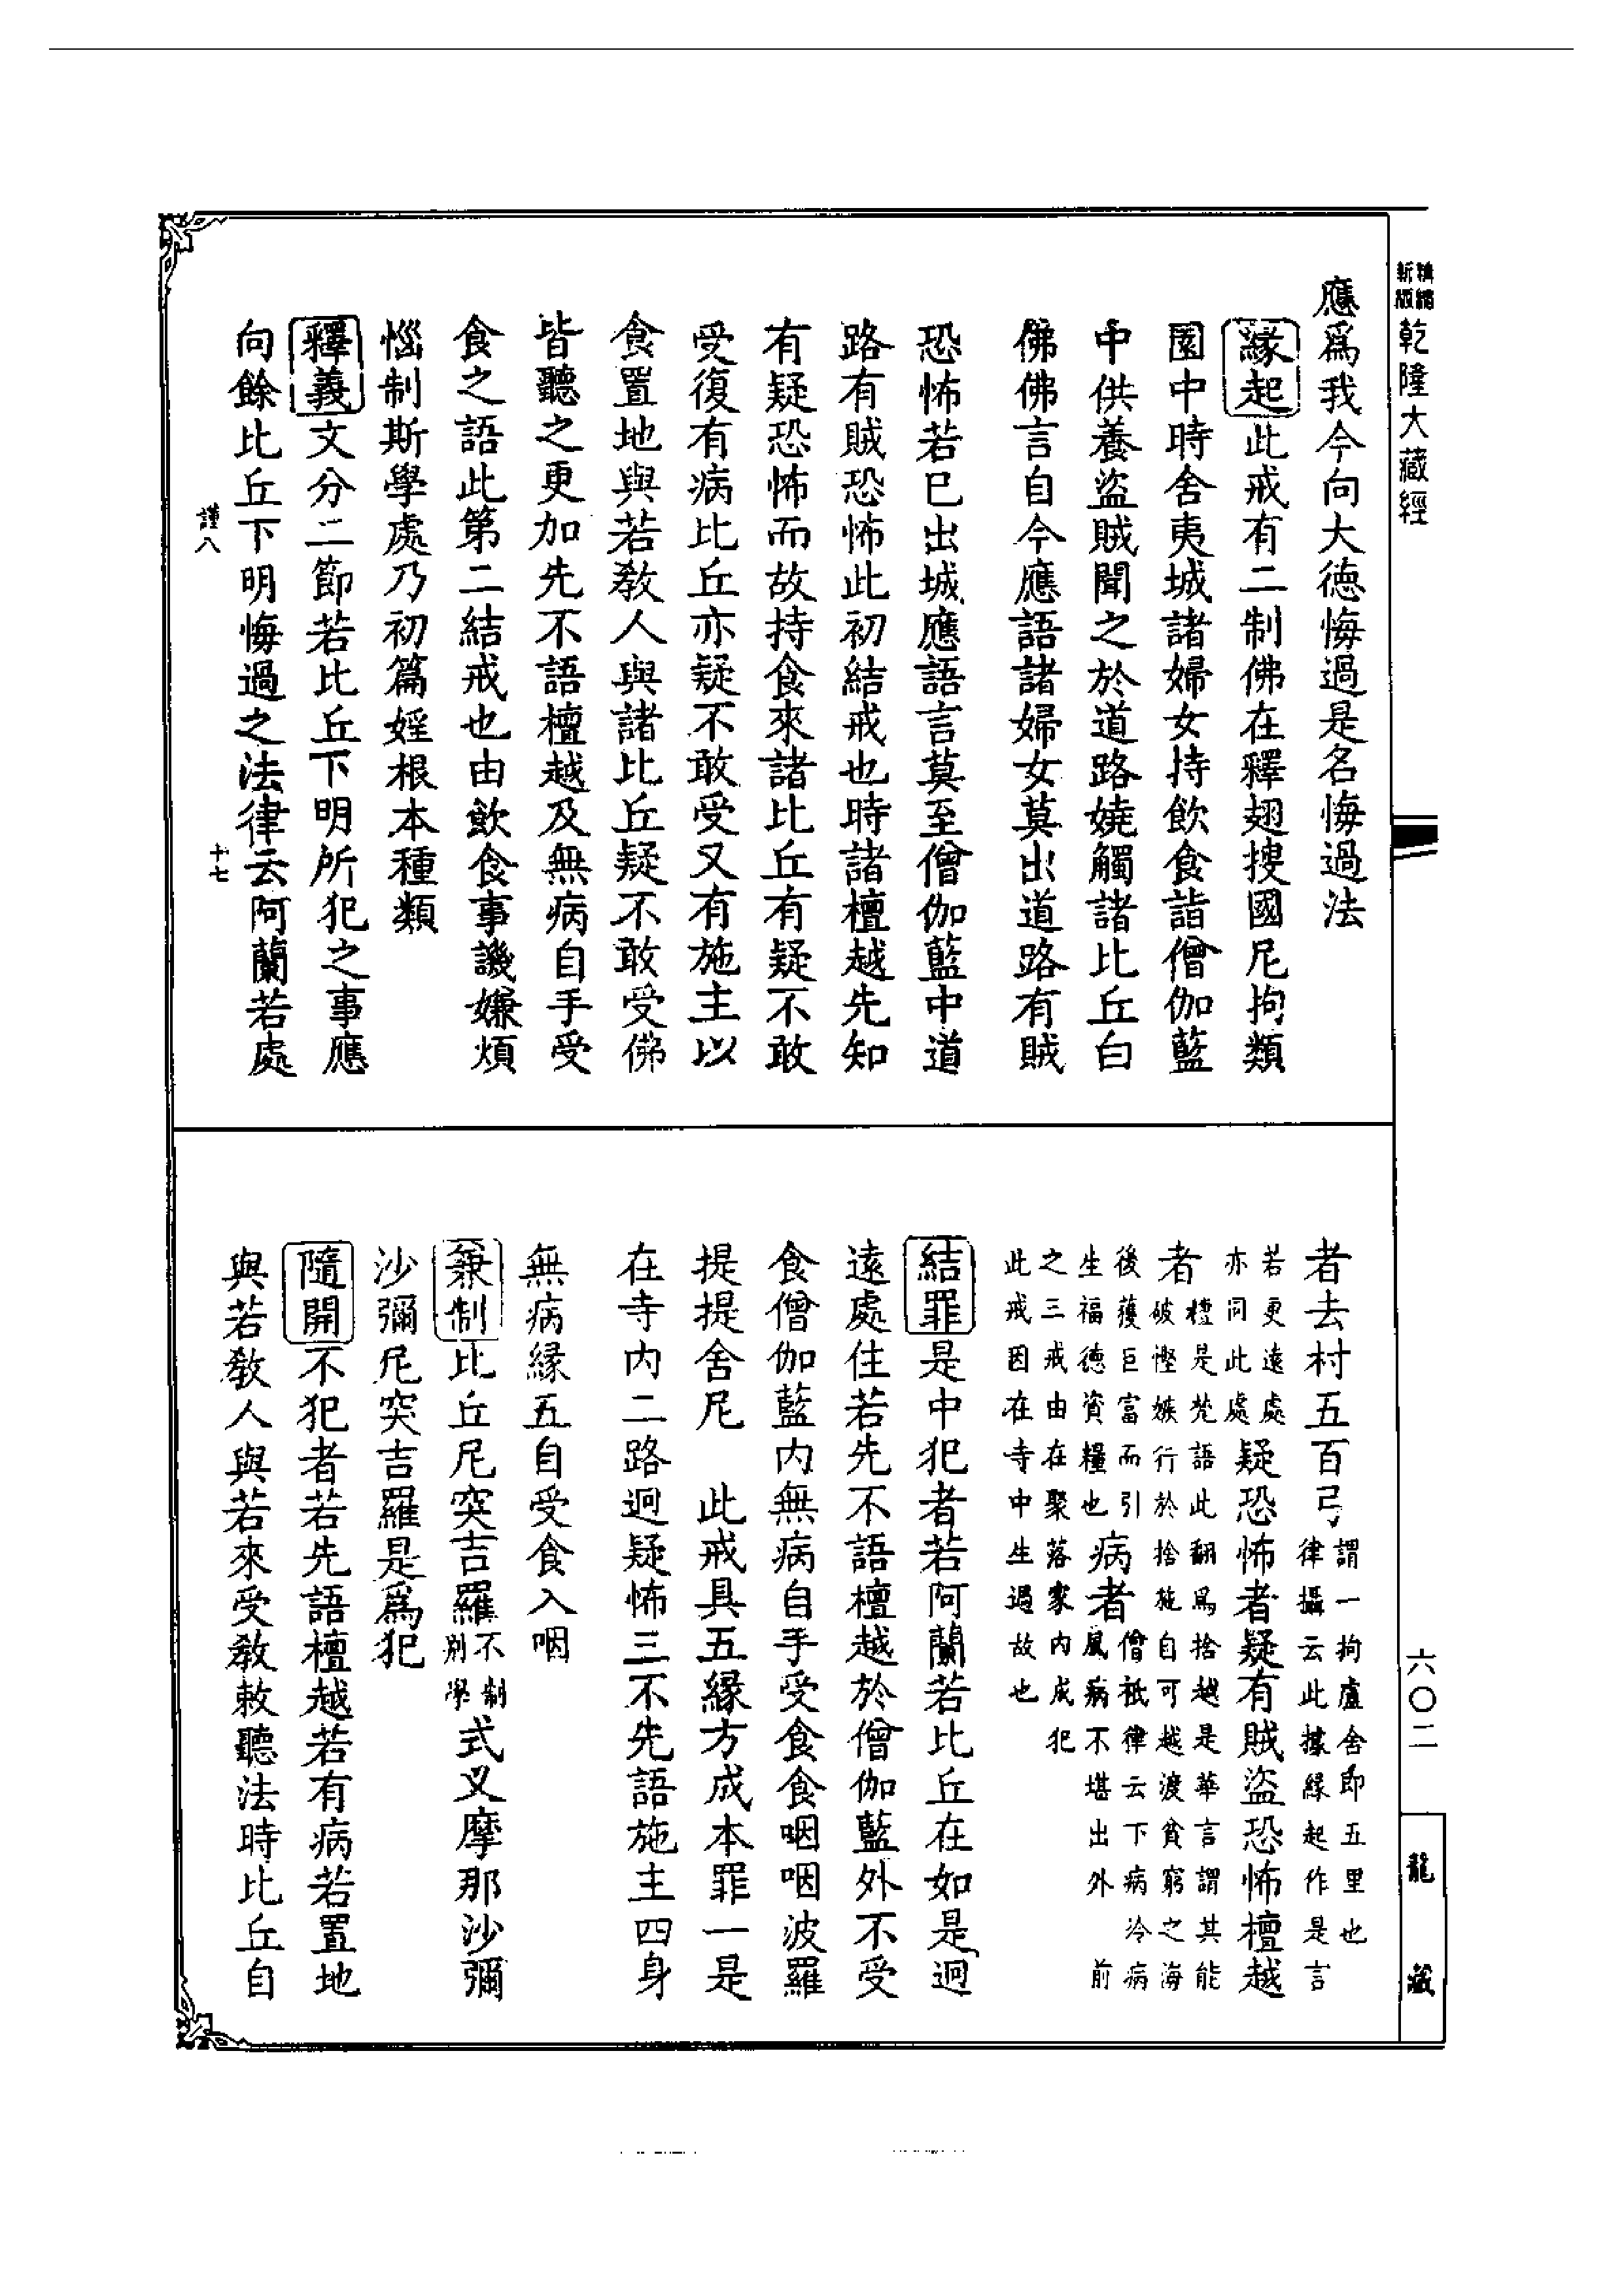 精縮
新版
乾隆大藏經
應爲我今向大德悔過是名悔過法
緣起此戒有二制佛在釋翅搜國尼拘類
園中時舍夷城諸婦女持飲食詣僧伽藍
中供養盜賊聞之於道路嬈觸諸比丘白
佛佛言自今應語諸婦女莫出道路有賊
恐怖若已出城應語言莫至僧伽藍中道
路有賊恐怖此初結戒也時諸檀越先知
有疑恐怖而故持食來諸比丘有疑不敢
受復有病比丘亦疑不敢受又有施主以
食置地與若教人與諸比丘疑不敢受佛
皆聽之更加先不語檀越及無病自手受
食之語此第二結戒也由飲食事譏嫌煩
惱制斯學處乃初篇婬根本種類
釋義文分二節若比丘下明所犯之事應
向餘比丘下明悔過之法律云阿蘭若處
謹八
十七
者去村五百弓謂一拘盧舍即五里也
律攝云此據緣起作是言
若更遠處
亦同此處疑恐怖者疑有賊盜恐怖檀越
者檀是梵語此翻爲捨越是華言謂其能
破慳嫉行於捨施自可越渡貧窮之海
後獲巨富而引
生福德資糧也病者僧祇律云下病冷病
風病不堪出外前
之三戒由在聚落家內成犯
此戒因在寺中生過故也
結罪是中犯者若阿蘭若比丘在如是迥
遠處住若先不語檀越於僧伽藍外不受
食僧伽藍內無病自手受食食咽咽波羅
提提舍尼　此戒具五緣方成本罪一是
在寺內二路迥疑怖三不先語施主四身
無病緣五自受食入咽
兼制比丘尼突吉羅不制
別學式叉摩那沙彌
沙彌尼突吉羅是爲犯
隨開不犯者若先語檀越若有病若置地
與若教人與若來受教敕聽法時比丘自
六〇二
龍藏